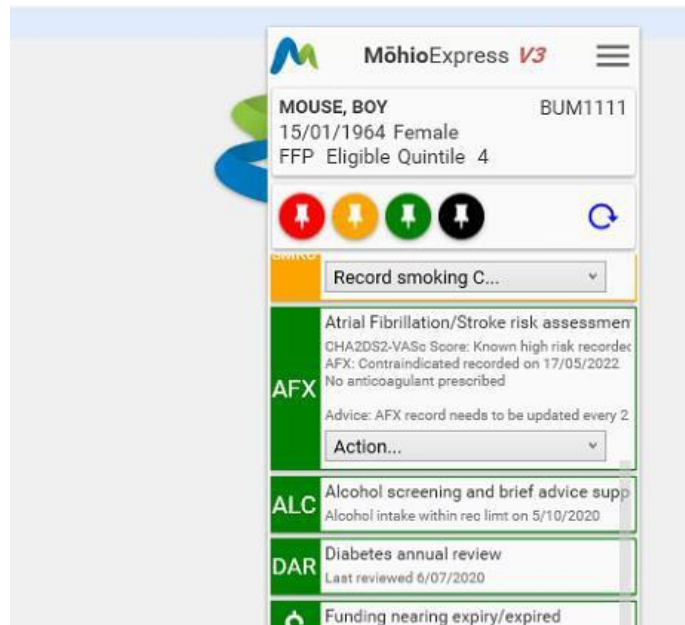 MōhioExpress V3
MOUSE, BOY BUM1111
15/01/1964 Female
FFP Eligible Quintile 4
Record smoking C...
Atrial Fibrillation/Stroke risk assessmen
CHA2DS2-VASc Score: Known high risk recordec
AFX: Contraindicated recorded on 17/05/2022
AFX
No anticoagulant prescribed
Advice: AFX record needs to be updated every 2
Action...
ALC
Alcohol screening and brief advice supp
Alcohol intake within rec limt on 5/10/2020
DAR
Diabetes annual review
Last reviewed 6/07/2020
Funding nearing expiry/expired